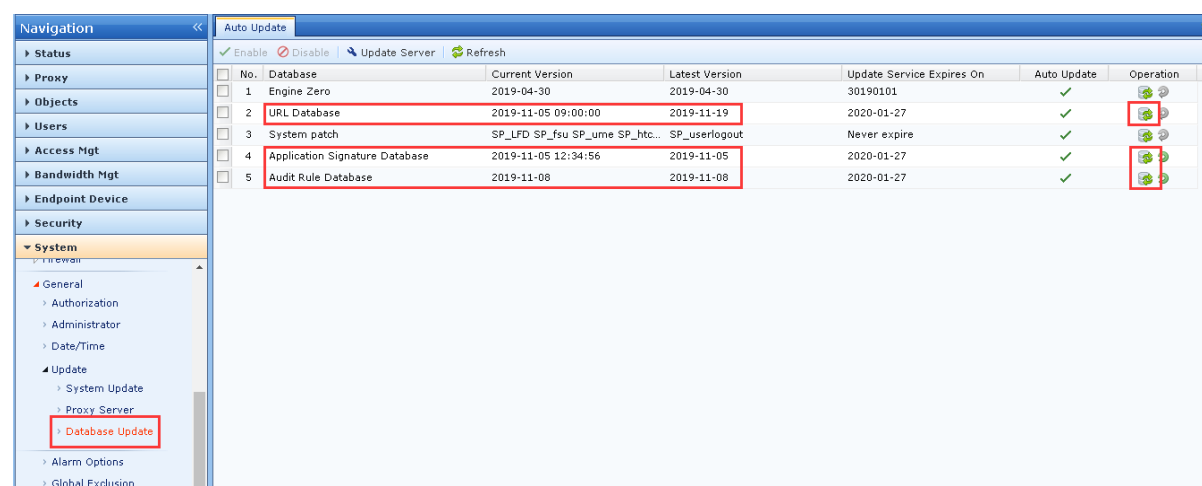 Navigation
Status
Proxy
Objects
Users
Access Mgt
Bandwidth Mgt
Endpoint Device
Security
System
Firewall
General
Authorization
Administrator
Date/Time
Update
System Update
Proxy Server
Database Update
Alarm Options
Global Exclusion
Auto Update
Enable Disable Update Server Refresh
No. Database Current Version Latest Version Update Service Expires On Auto Update Operation
1 Engine Zero 2019-04-30 2019-04-30 30190101
2 URL Database 2019-11-05 09:00:00 2019-11-19 2020-01-27
3 System patch SP_LFD SP_fsu SP_ume SP_htc... SP_userlogout Never expire
4 Application Signature Database 2019-11-05 12:34:56 2019-11-05 2020-01-27
5 Audit Rule Database 2019-11-08 2019-11-08 2020-01-27